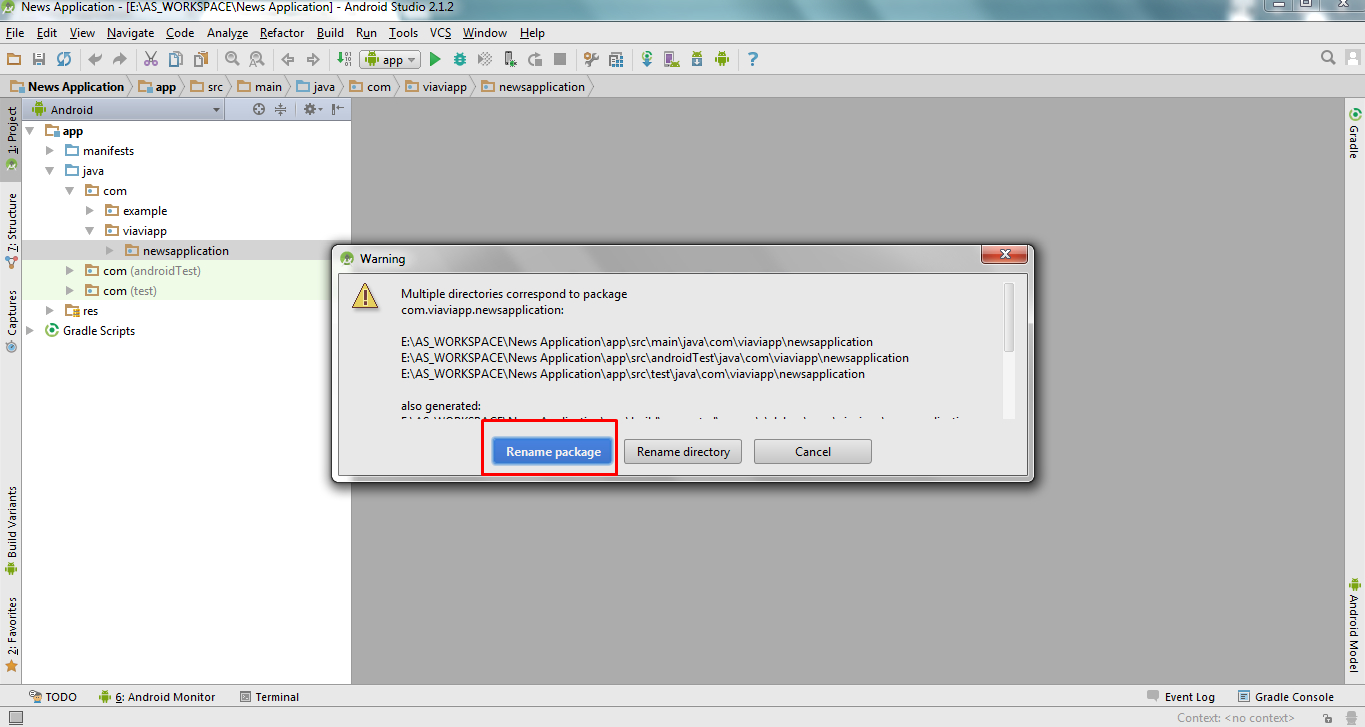 News Application - [E:\AS_WORKSPACE\News Application] - Android Studio 2.1.2
File Edit View Navigate Code Analyze Refactor Build Run Tools VCS Window Help
app
News Application app src main java com viaviapp newsapplication
1: Project
7: Structure
Captures
Build Variants
2: Favorites
Android
app
manifests
java
com
example
viaviapp
newsapplication
com (androidTest)
com (test)
res
Gradle Scripts
Warning
Multiple directories correspond to package
com.viaviapp.newsapplication:
E:\AS_WORKSPACE\News Application\app\src\main\java\com\viaviapp\newsapplication
E:\AS_WORKSPACE\News Application\app\src\androidTest\java\com\viaviapp\newsapplication
E:\AS_WORKSPACE\News Application\app\src\test\java\com\viaviapp\newsapplication
also generated:
Rename package Rename directory Cancel
Gradle
Android Model
TODO 6: Android Monitor Terminal Event Log Gradle Console
Context: <no context>